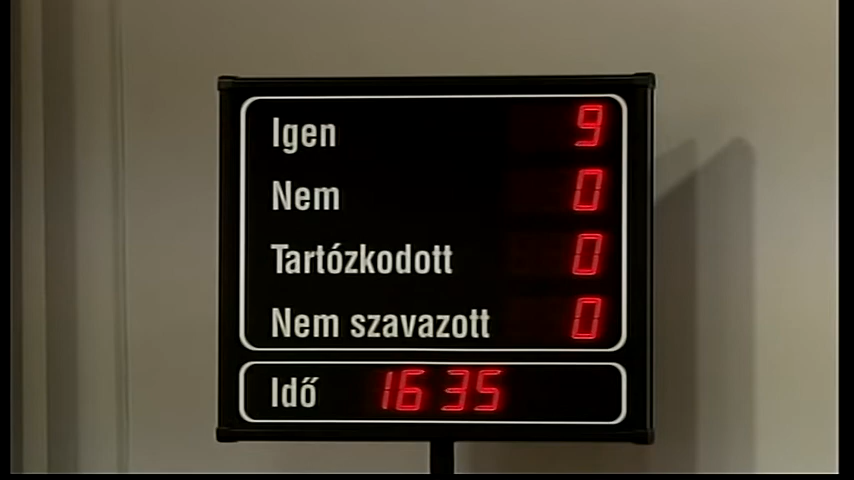 Igen 9
Nem 0
Tartózkodott 0
Nem szavazott 0
Idő 16 35